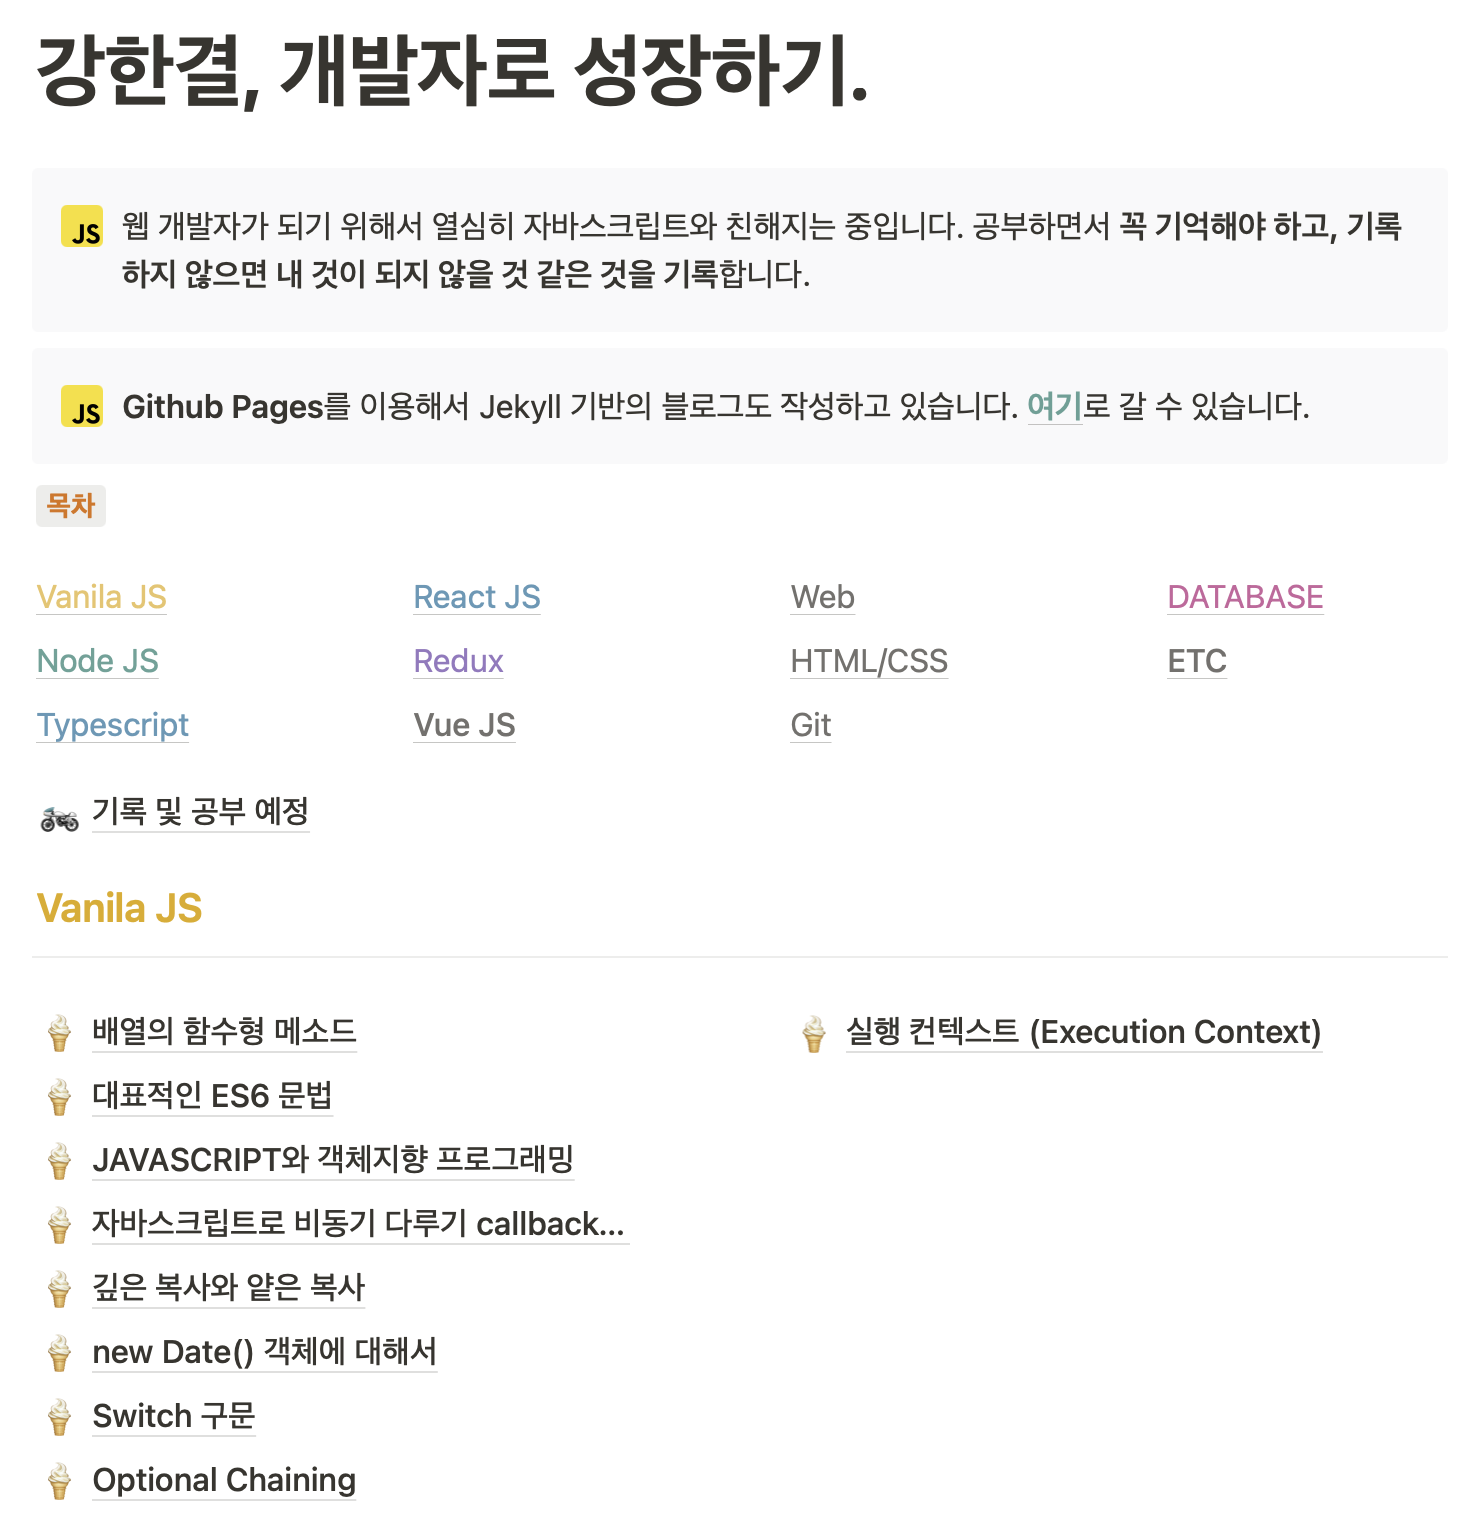 강한결, 개발자로 성장하기.
JS 웹 개발자가 되기 위해서 열심히 자바스크립트와 친해지는 중입니다. 공부하면서 꼭 기억해야 하고, 기록
하지 않으면 내 것이 되지 않을 것 같은 것을 기록합니다.
JS Github Pages를 이용해서 Jekyll 기반의 블로그도 작성하고 있습니다. 여기로 갈 수 있습니다.
목차
Vanila JS
Node JS
Typescript
React JS
Redux
Vue JS
Web
HTML/CSS
Git
DATABASE
ETC
기록 및 공부 예정
Vanila JS
배열의 함수형 메소드
대표적인 ES6 문법
JAVASCRIPT와 객체지향 프로그래밍
자바스크립트로 비동기 다루기 callback...
깊은 복사와 얕은 복사
new Date() 객체에 대해서
Switch 구문
Optional Chaining
실행 컨텍스트 (Execution Context)